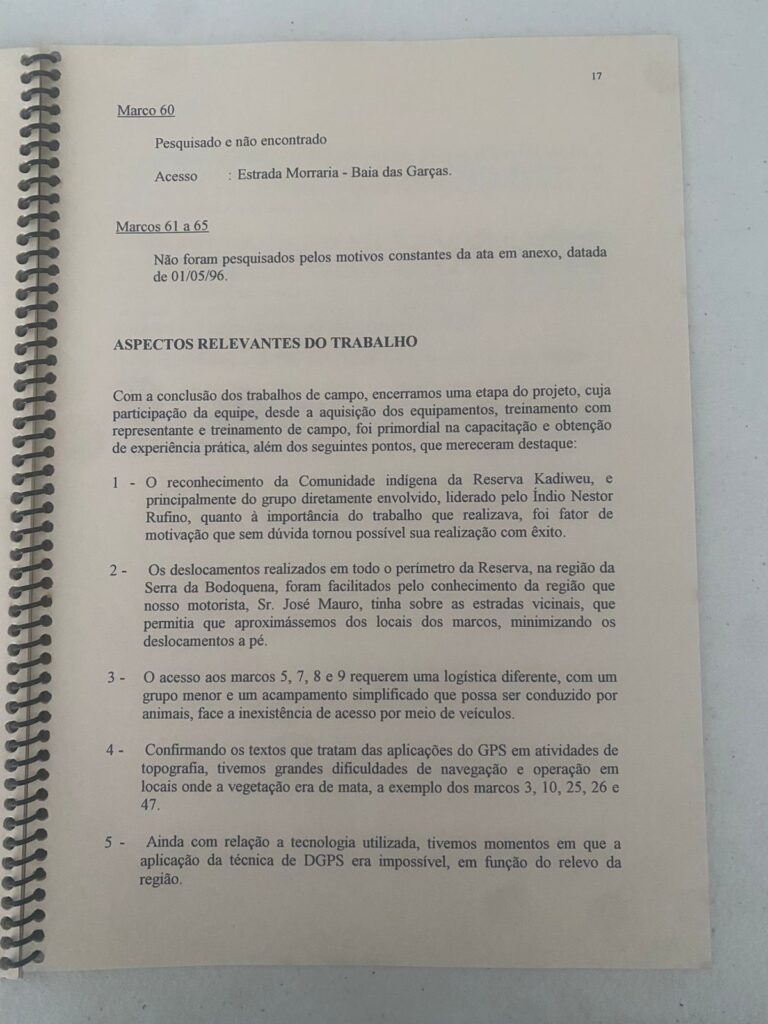 17
Marco 60
Pesquisado e não encontrado
Acesso : Estrada Morraria - Baia das Garças.
Marcos 61 a 65
Não foram pesquisados pelos motivos constantes da ata em anexo, datada
de 01/05/96.
ASPECTOS RELEVANTES DO TRABALHO
Com a conclusão dos trabalhos de campo, encerramos uma etapa do projeto, cuja
participação da equipe, desde a aquisição dos equipamentos, treinamento com
representante e treinamento de campo, foi primordial na capacitação e obtenção
de experiência prática, além dos seguintes pontos, que mereceram destaque:
1 - O reconhecimento da Comunidade indígena da Reserva Kadiweu, e
principalmente do grupo diretamente envolvido, liderado pelo Índio Nestor
Rufino, quanto à importância do trabalho que realizava, foi fator de
motivação que sem dúvida tornou possível sua realização com êxito.
2 - Os deslocamentos realizados em todo o perímetro da Reserva, na região da
Serra da Bodoquena, foram facilitados pelo conhecimento da região que
nosso motorista, Sr. José Mauro, tinha sobre as estradas vicinais, que
permitia que aproximássemos dos locais dos marcos, minimizando os
deslocamentos a pé.
3 - O acesso aos marcos 5, 7, 8 e 9 requerem uma logística diferente, com um
grupo menor e um acampamento simplificado que possa ser conduzido por
animais, face a inexistência de acesso por meio de veículos.
4 - Confirmando os textos que tratam das aplicações do GPS em atividades de
topografia, tivemos grandes dificuldades de navegação e operação em
locais onde a vegetação era de mata, a exemplo dos marcos 3, 10, 25, 26 e
47.
5 - Ainda com relação a tecnologia utilizada, tivemos momentos em que a
aplicação da técnica de DGPS era impossível, em função do relevo da
região.